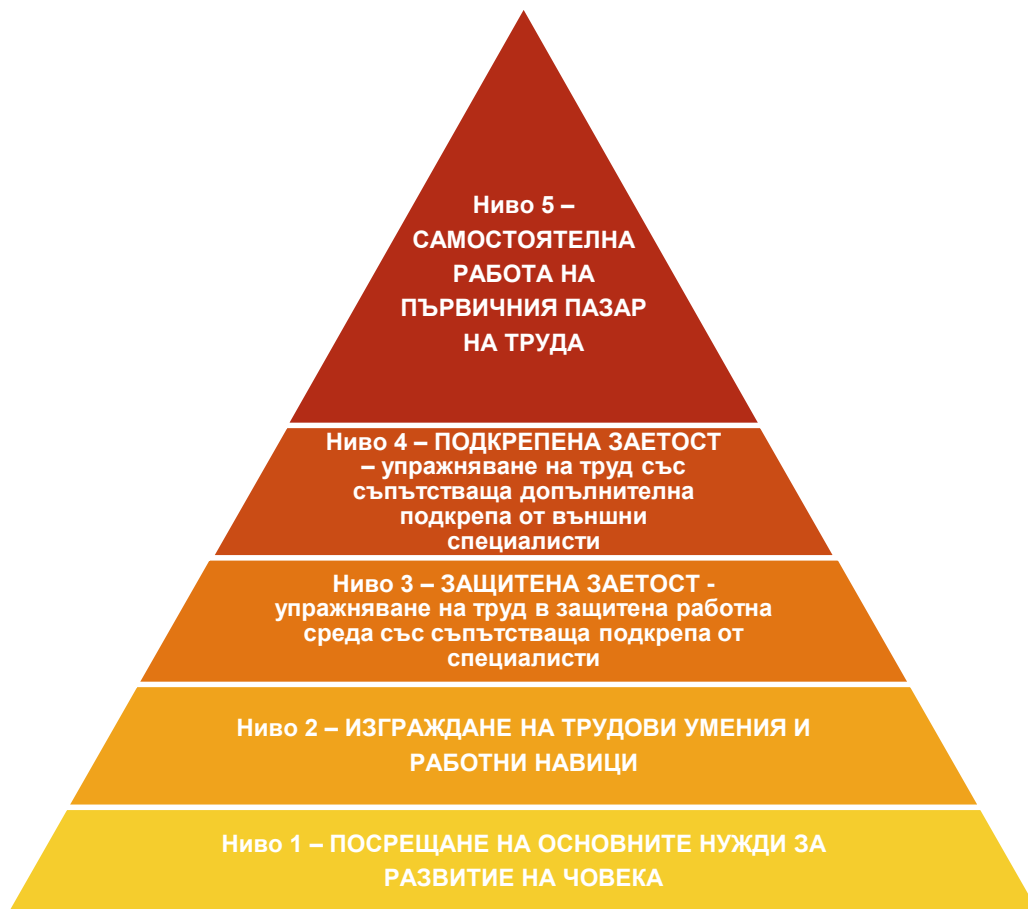 Ниво 5 –
САМОСТОЯТЕЛНА
РАБОТА НА
ПЪРВИЧНИЯ ПАЗАР
НА ТРУДА
Ниво 4 – ПОДКРЕПЕНА ЗАЕТОСТ
– упражняване на труд със
съпътстваща допълнителна
подкрепа от външни
специалисти
Ниво 3 – ЗАЩИТЕНА ЗАЕТОСТ -
упражняване на труд в защитена работна
среда със съпътстваща подкрепа от
специалисти
Ниво 2 – ИЗГРАЖДАНЕ НА ТРУДОВИ УМЕНИЯ И
РАБОТНИ НАВИЦИ
Ниво 1 – ПОСРЕЩАНЕ НА ОСНОВНИТЕ НУЖДИ ЗА
РАЗВИТИЕ НА ЧОВЕКА